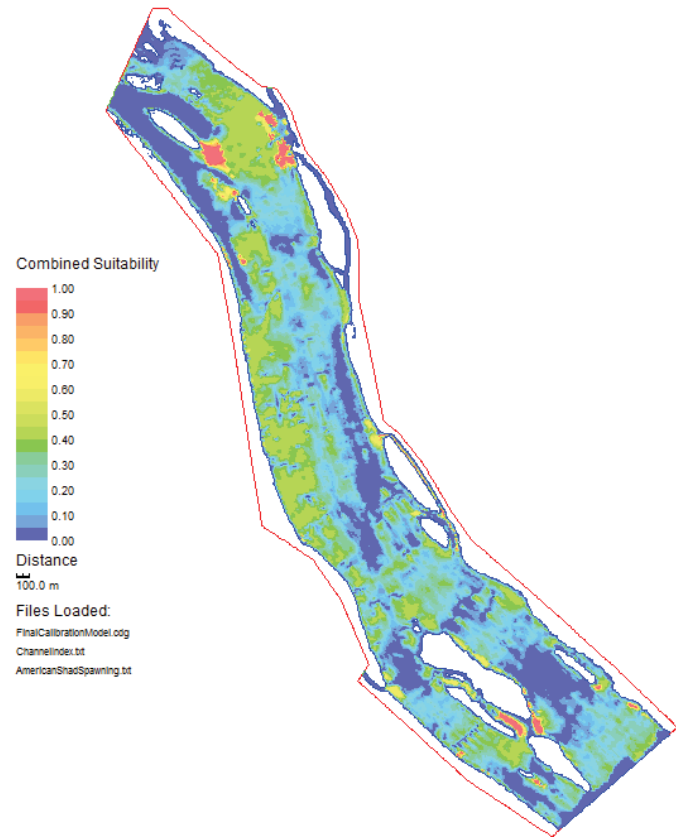 Combined Suitability
1.00
0.90
0.80
0.70
0.60
0.50
0.40
0.30
0.20
0.10
0.00
Distance
100.0 m
Files Loaded:
FinalCalibrationModel.cdg
ChannelIndex.txt
AmericanShadSpawning.txt